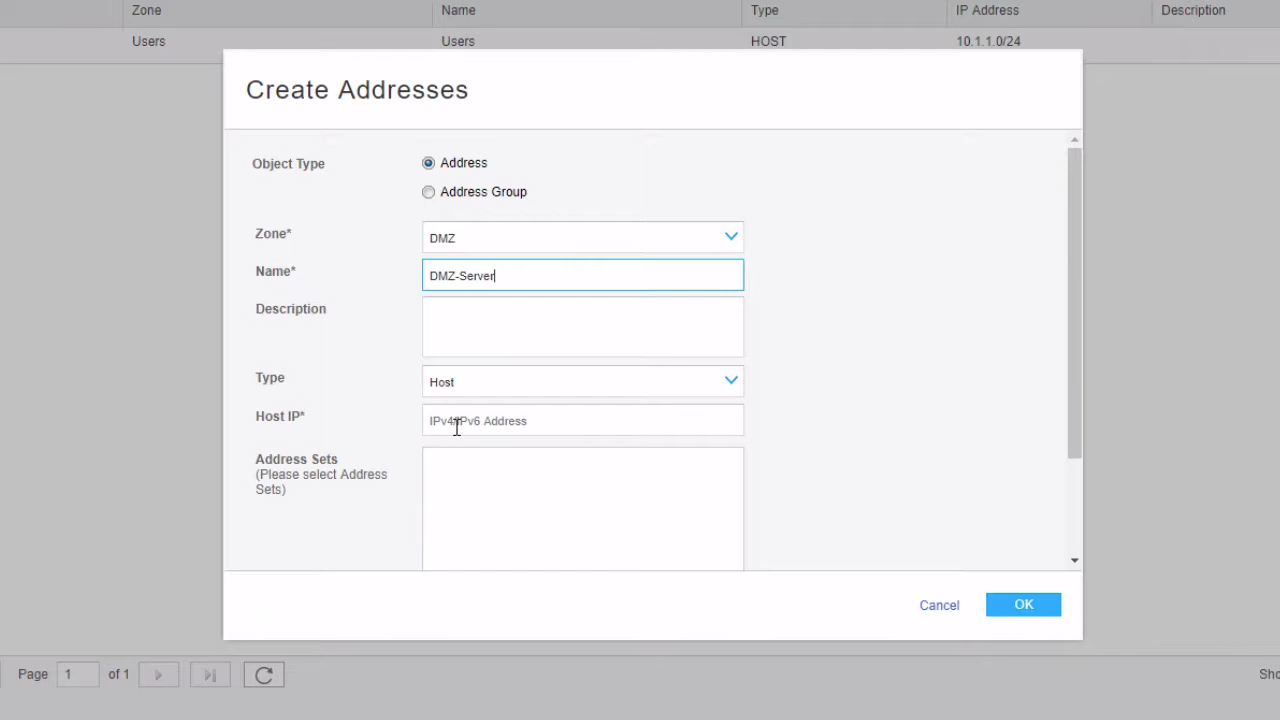 Zone Name Type IP Address Description
Users Users HOST 10.1.1.0/24
Create Addresses
Object Type Address
Address Group
Zone* DMZ
Name* DMZ-Server
Description
Type Host
Host IP* IPv4/IPv6 Address
Address Sets
(Please select Address
Sets)
Cancel OK
Page 1 of 1
Sho